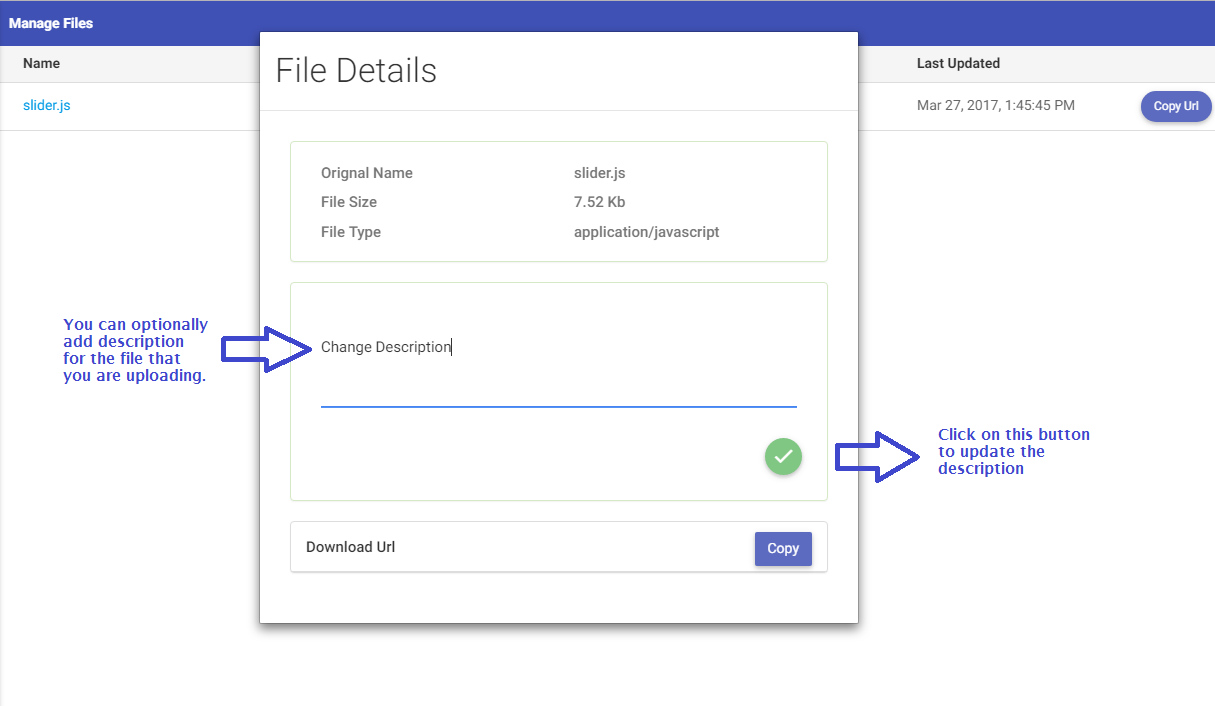 Manage Files
Name
Last Updated
slider.js
Mar 27, 2017, 1:45:45 PM
Copy Url
File Details
Orignal Name
slider.js
File Size
7.52 Kb
File Type
application/javascript
You can optionally
add description
for the file that
you are uploading.
Change Description
Click on this button
to update the
description
Download Url
Copy